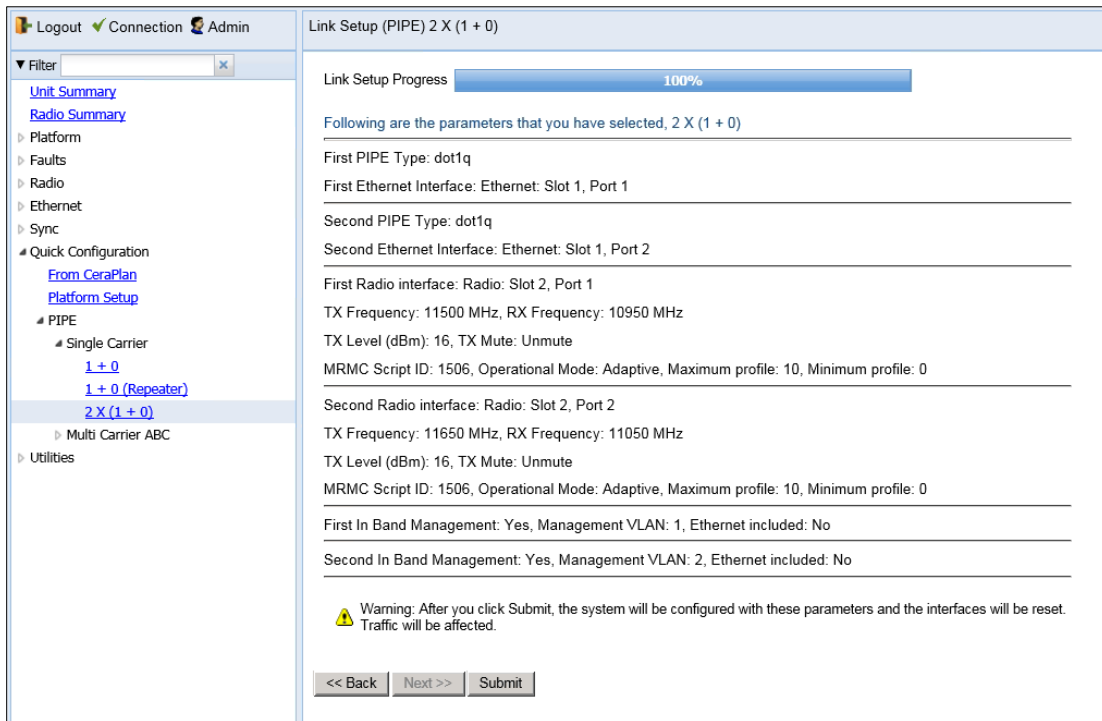 Logout Connection Admin
Filter
Unit Summary
Radio Summary
Platform
Faults
Radio
Ethernet
Sync
Quick Configuration
From CeraPlan
Platform Setup
PIPE
Single Carrier
1 + 0
1 + 0 (Repeater)
2 X (1 + 0)
Multi Carrier ABC
Utilities
Link Setup (PIPE) 2 X (1 + 0)
Link Setup Progress 100%
Following are the parameters that you have selected, 2 X (1 + 0)
First PIPE Type: dot1q
First Ethernet Interface: Ethernet: Slot 1, Port 1
Second PIPE Type: dot1q
Second Ethernet Interface: Ethernet: Slot 1, Port 2
First Radio interface: Radio: Slot 2, Port 1
TX Frequency: 11500 MHz, RX Frequency: 10950 MHz
TX Level (dBm): 16, TX Mute: Unmute
MRMC Script ID: 1506, Operational Mode: Adaptive, Maximum profile: 10, Minimum profile: 0
Second Radio interface: Radio: Slot 2, Port 2
TX Frequency: 11650 MHz, RX Frequency: 11050 MHz
TX Level (dBm): 16, TX Mute: Unmute
MRMC Script ID: 1506, Operational Mode: Adaptive, Maximum profile: 10, Minimum profile: 0
First In Band Management: Yes, Management VLAN: 1, Ethernet included: No
Second In Band Management: Yes, Management VLAN: 2, Ethernet included: No
Warning: After you click Submit, the system will be configured with these parameters and the interfaces will be reset.
Traffic will be affected.
<< Back Next >> Submit